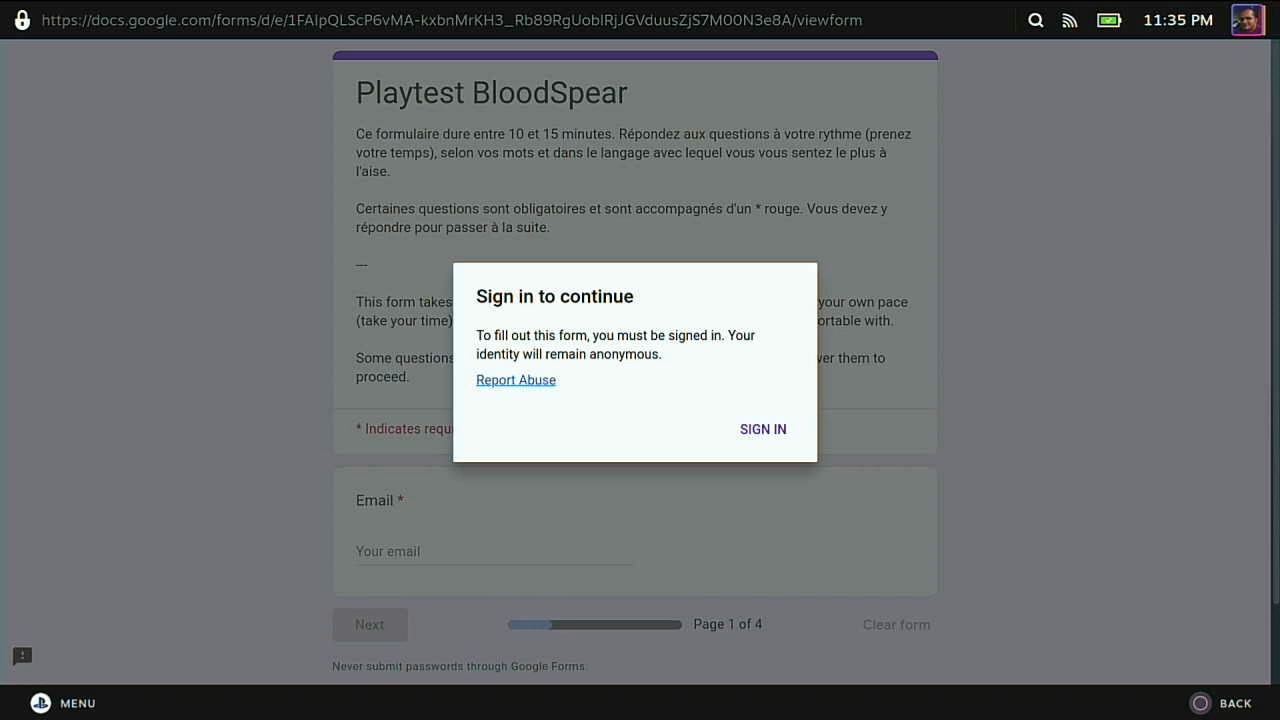 https://docs.google.com/forms/d/e/1FAIpQLScP6vMA-kxbnMrKH3_Rb89RgUobIRjJGVduusZjS7M00N3e8A/viewform
11:35 PM
Playtest BloodSpear
Ce formulaire dure entre 10 et 15 minutes. Répondez aux questions à votre rythme (prenez
votre temps), selon vos mots et dans le langage avec lequel vous vous sentez le plus à
l'aise.
Certaines questions sont obligatoires et sont accompagnés d'un * rouge. Vous devez y
répondre pour passer à la suite.
---
This form takes your own pace
(take your time) ortable with.
Some questions ver them to
proceed.
* Indicates requ
Sign in to continue
To fill out this form, you must be signed in. Your
identity will remain anonymous.
Report Abuse
SIGN IN
Email *
Your email
Next
Page 1 of 4
Clear form
Never submit passwords through Google Forms.
MENU
BACK